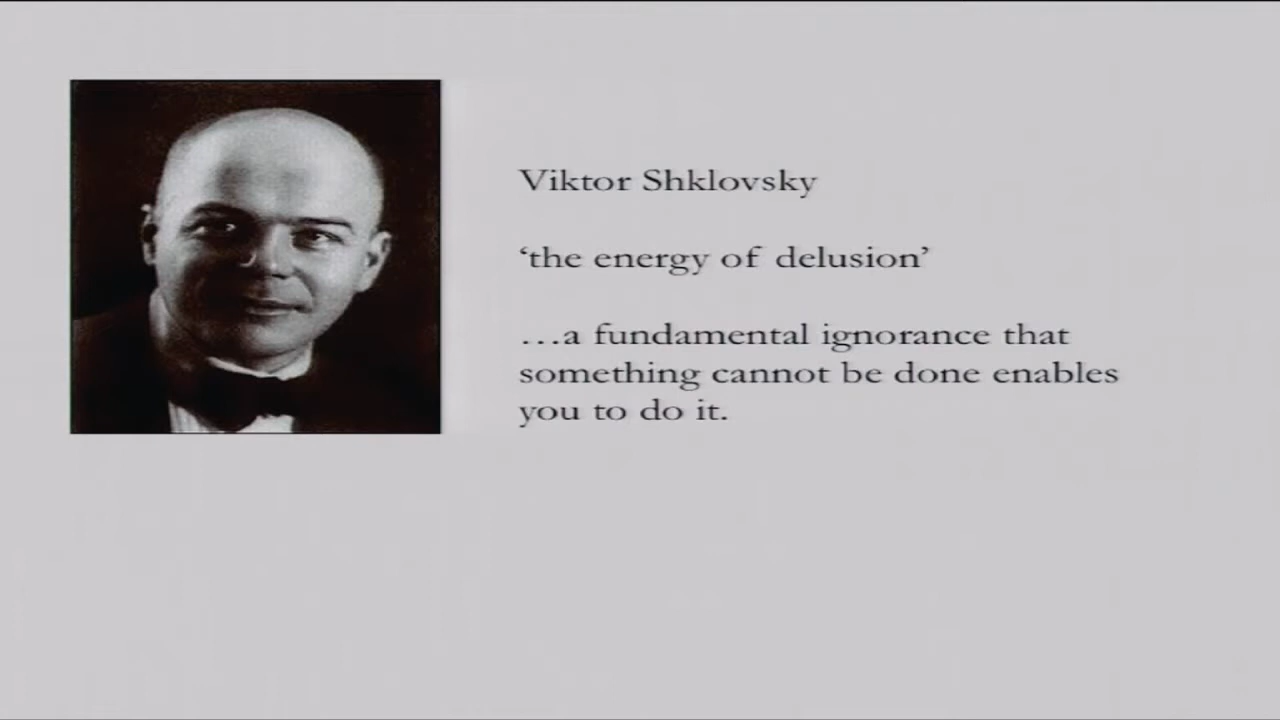 Viktor Shklovsky
‘the energy of delusion’
…a fundamental ignorance that
something cannot be done enables
you to do it.